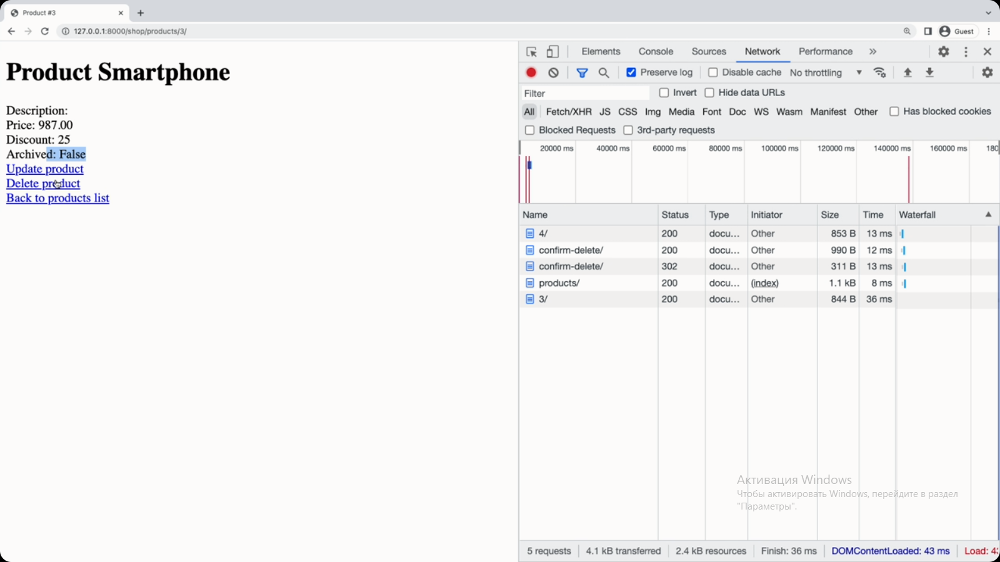 Product #3
127.0.0.1:8000/shop/products/3/
Guest
Product Smartphone
Description:
Price: 987.00
Discount: 25
Archived: False
Update product
Delete product
Back to products list
Elements Console Sources Network Performance
Preserve log Disable cache No throttling
Filter Invert Hide data URLs
All Fetch/XHR JS CSS Img Media Font Doc WS Wasm Manifest Other Has blocked cookies
Blocked Requests 3rd-party requests
20000 ms 40000 ms 60000 ms 80000 ms 100000 ms 120000 ms 140000 ms 160000 ms 180
Name Status Type Initiator Size Time Waterfall
4/ 200 docu... Other 853 B 13 ms
confirm-delete/ 200 docu... Other 990 B 12 ms
confirm-delete/ 302 docu... Other 311 B 13 ms
products/ 200 docu... (index) 1.1 kB 8 ms
3/ 200 docu... Other 844 B 36 ms
Активация Windows
Чтобы активировать Windows, перейдите в раздел
"Параметры".
5 requests 4.1 kB transferred 2.4 kB resources Finish: 36 ms DOMContentLoaded: 43 ms Load: